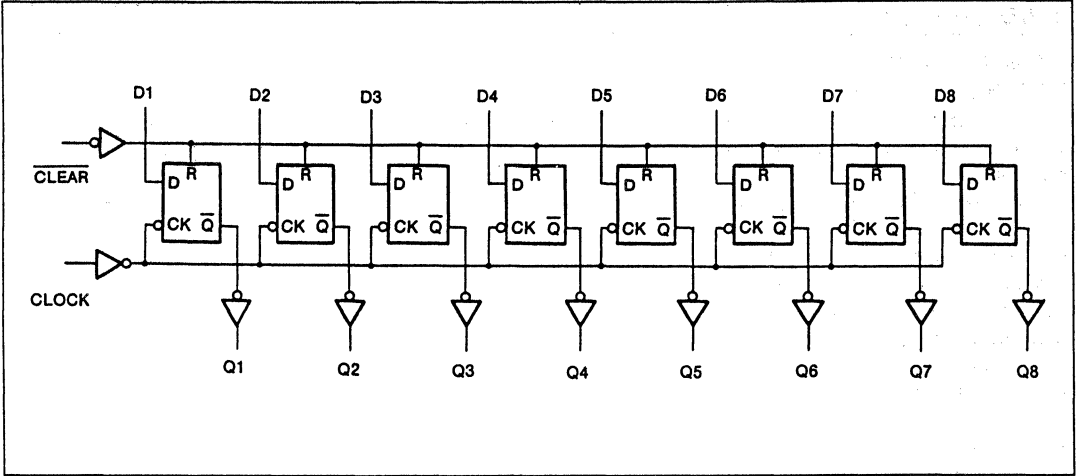 D1 D2 D3 D4 D5 D6 D7 D8
C̅L̅E̅A̅R̅
R R R R R R R R
D D D D D D D D
CK Q̅ CK Q̅ CK Q̅ CK Q̅ CK Q̅ CK Q̅ CK Q̅ CK Q̅
CLOCK
Q1 Q2 Q3 Q4 Q5 Q6 Q7 Q8